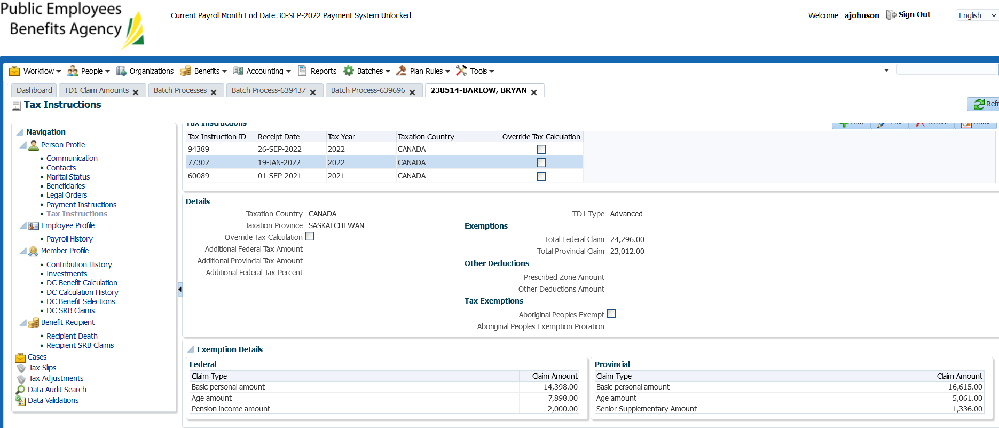 Public Employees
Benefits Agency
Current Payroll Month End Date 30-SEP-2022 Payment System Unlocked
Welcome ajohnson Sign Out English
Workflow People Organizations Benefits Accounting Reports Batches Plan Rules Tools
Dashboard TD1 Claim Amounts Batch Processes Batch Process-639437 Batch Process-639696 238514-BARLOW, BRYAN
Tax Instructions
Refr
Navigation
Person Profile
Communication
Contacts
Marital Status
Beneficiaries
Legal Orders
Payment Instructions
Tax Instructions
Employee Profile
Payroll History
Member Profile
Contribution History
Investments
DC Benefit Calculation
DC Calculation History
DC Benefit Selections
DC SRB Claims
Benefit Recipient
Recipient Death
Recipient SRB Claims
Cases
Tax Slips
Tax Adjustments
Data Audit Search
Data Validations
Tax Instructions
Add Edit Delete Audit
Tax Instruction ID Receipt Date Tax Year Taxation Country Override Tax Calculation
94389 26-SEP-2022 2022 CANADA
77302 19-JAN-2022 2022 CANADA
60089 01-SEP-2021 2021 CANADA
Details
Taxation Country CANADA
Taxation Province SASKATCHEWAN
Override Tax Calculation
Additional Federal Tax Amount
Additional Provincial Tax Amount
Additional Federal Tax Percent
TD1 Type Advanced
Exemptions
Total Federal Claim 24,296.00
Total Provincial Claim 23,012.00
Other Deductions
Prescribed Zone Amount
Other Deductions Amount
Tax Exemptions
Aboriginal Peoples Exempt
Aboriginal Peoples Exemption Proration
Exemption Details
Federal
Claim Type Claim Amount
Basic personal amount 14,398.00
Age amount 7,898.00
Pension income amount 2,000.00
Provincial
Claim Type Claim Amount
Basic personal amount 16,615.00
Age amount 5,061.00
Senior Supplementary Amount 1,336.00